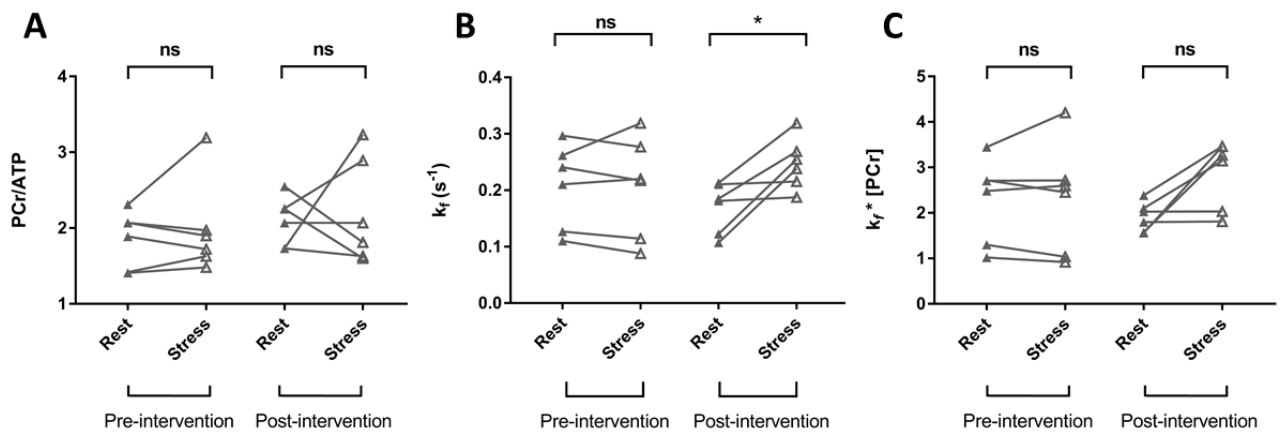 A
ns
ns
PCr/ATP
4
3
2
1
Rest
Stress
Rest
Stress
Pre-intervention
Post-intervention
B
ns
*
kf (s-1)
0.4
0.3
0.2
0.1
0.0
Rest
Stress
Rest
Stress
Pre-intervention
Post-intervention
C
ns
ns
kf * [PCr]
5
4
3
2
1
0
Rest
Stress
Rest
Stress
Pre-intervention
Post-intervention